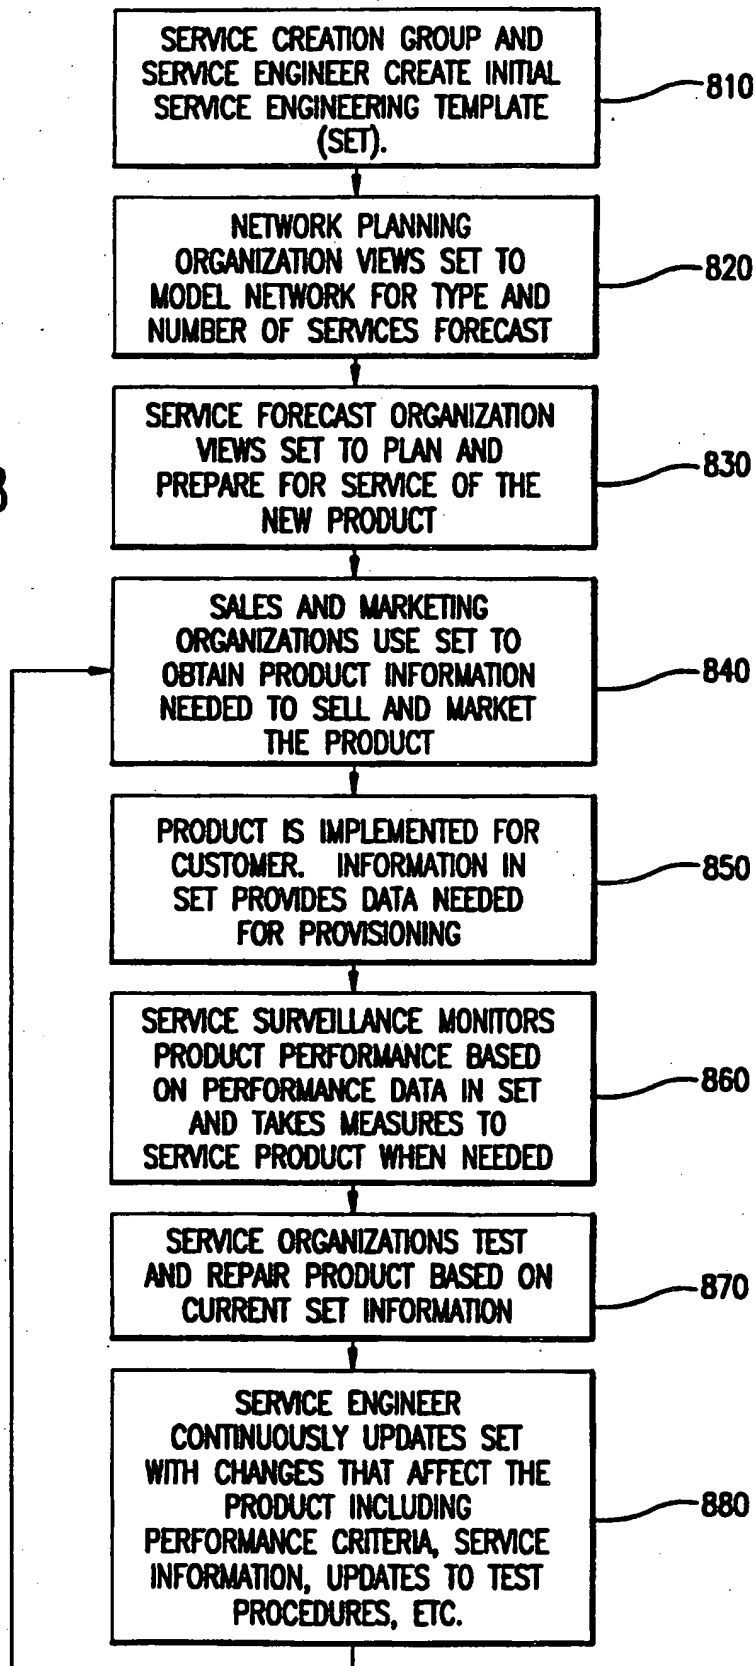 SERVICE CREATION GROUP AND
SERVICE ENGINEER CREATE INITIAL
SERVICE ENGINEERING TEMPLATE
(SET).
810
NETWORK PLANNING
ORGANIZATION VIEWS SET TO
MODEL NETWORK FOR TYPE AND
NUMBER OF SERVICES FORECAST
820
SERVICE FORECAST ORGANIZATION
VIEWS SET TO PLAN AND
PREPARE FOR SERVICE OF THE
NEW PRODUCT
830
SALES AND MARKETING
ORGANIZATIONS USE SET TO
OBTAIN PRODUCT INFORMATION
NEEDED TO SELL AND MARKET
THE PRODUCT
840
PRODUCT IS IMPLEMENTED FOR
CUSTOMER. INFORMATION IN
SET PROVIDES DATA NEEDED
FOR PROVISIONING
850
SERVICE SURVEILLANCE MONITORS
PRODUCT PERFORMANCE BASED
ON PERFORMANCE DATA IN SET
AND TAKES MEASURES TO
SERVICE PRODUCT WHEN NEEDED
860
SERVICE ORGANIZATIONS TEST
AND REPAIR PRODUCT BASED ON
CURRENT SET INFORMATION
870
SERVICE ENGINEER
CONTINUOUSLY UPDATES SET
WITH CHANGES THAT AFFECT THE
PRODUCT INCLUDING
PERFORMANCE CRITERIA, SERVICE
INFORMATION, UPDATES TO TEST
PROCEDURES, ETC.
880